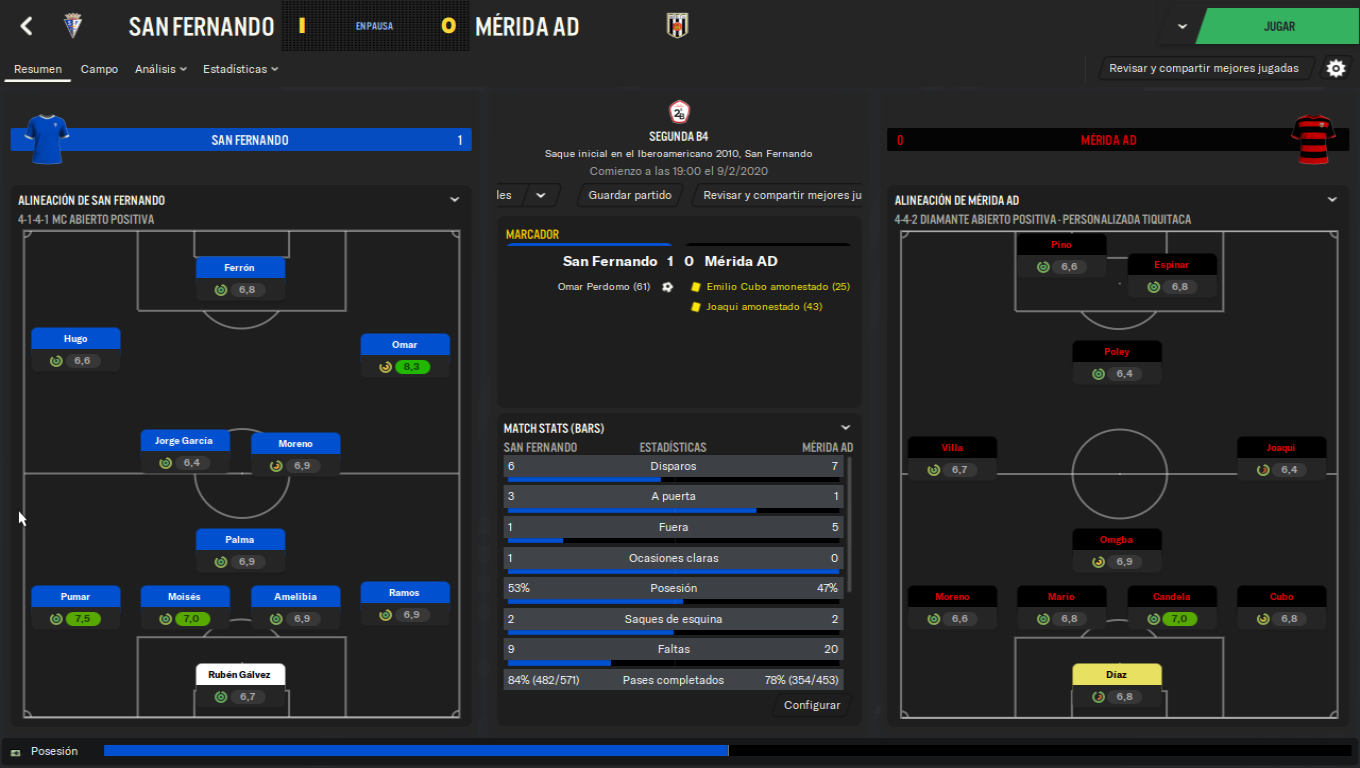 SAN FERNANDO 1 EN PAUSA 0 MÉRIDA AD
JUGAR
Resumen Campo Análisis Estadísticas
Revisar y compartir mejores jugadas
SAN FERNANDO 1
2ªB
SEGUNDA B4
Saque inicial en el Iberoamericano 2010, San Fernando
Comienzo a las 19:00 el 9/2/2020
les Guardar partido Revisar y compartir mejores ju
0 MÉRIDA AD
ALINEACIÓN DE SAN FERNANDO
4-1-4-1 MC ABIERTO POSITIVA
Ferrón
6,8
Hugo
6,6
Omar
8,3
Jorge García
6,4
Moreno
6,9
Palma
6,9
Pumar
7,5
Moisés
7,0
Amelibia
6,9
Ramos
6,9
Rubén Gálvez
6,7
MARCADOR
San Fernando 1 0 Mérida AD
Omar Perdomo (61) Emilio Cubo amonestado (25)
Joaqui amonestado (43)
MATCH STATS (BARS)
SAN FERNANDO ESTADÍSTICAS MÉRIDA AD
6 Disparos 7
3 A puerta 1
1 Fuera 5
1 Ocasiones claras 0
53% Posesión 47%
2 Saques de esquina 2
9 Faltas 20
84% (482/571) Pases completados 78% (354/453)
Configurar
ALINEACIÓN DE MÉRIDA AD
4-4-2 DIAMANTE ABIERTO POSITIVA - PERSONALIZADA TIQUITACA
Pino
6,6
Espinar
6,8
Poley
6,4
Villa
6,7
Joaqui
6,4
Omgba
6,9
Moreno
6,6
Mario
6,8
Candela
7,0
Cubo
6,8
Díaz
6,8
Posesión